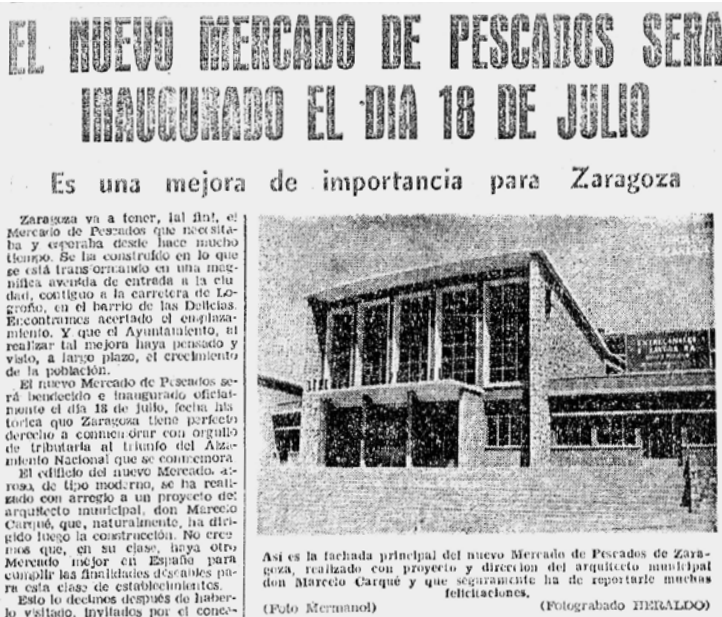 EL NUEVO MERCADO DE PESCADOS SERA
INAUGURADO EL DIA 18 DE JULIO
Es una mejora de importancia para Zaragoza
Zaragoza va a tener, ¡al fin!, el
Mercado de Pescados que necesita-
ba y esperaba desde hace mucho
tiempo. Se ha construído en lo que
se está transformando en una mag-
nífica avenida de entrada a la ciu-
dad, contiguo a la carretera de Lo-
groño, en el barrio de las Delicias.
Encontramos acertado el emplaza-
miento. Y que el Ayuntamiento, al
realizar tal mejora haya pensado y
visto, a largo plazo, el crecimiento
de la población.
El nuevo Mercado de Pescados se-
rá bendecido e inaugurado oficial-
mente el día 18 de julio, fecha his-
tórica que Zaragoza tiene perfecto
derecho a conmemorar con orgullo
de tributaria al triunfo del Alza-
miento Nacional que se conmemora
El edificio del nuevo Mercado, ai-
roso, de tipo moderno, se ha reali-
zado con arreglo a un proyecto del
arquitecto municipal, don Marcelo
Carqué, que, naturalmente, ha diri-
gido luego la construcción. No cree-
mos que, en su clase, haya otro
Mercado mejor en España para
cumplir las finalidades deseables pa-
ra esta clase de establecimientos.
Esto lo decimos después de haber-
lo visitado, invitados por el conce-
ENTRECANALES
Y TAVORA
Así es la fachada principal del nuevo Mercado de Pescados de Zara-
goza, realizado con proyecto y direccion del arquitecto municipal
don Marcelo Carqué y que seguramente ha de reportarle muchas
felicitaciones.
(Foto Mermanol)
(Fotograbado HERALDO)